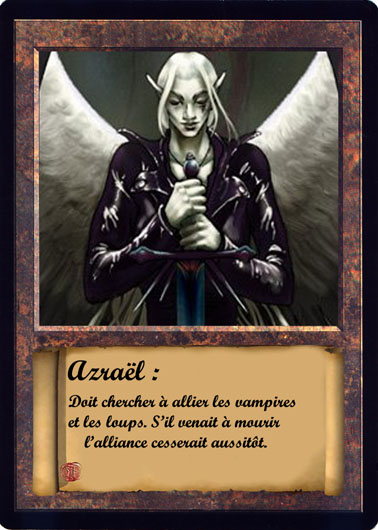 Azraël :
Doit chercher à allier les vampires
et les loups. S'il venait à mourir
l'alliance cesserait aussitôt.